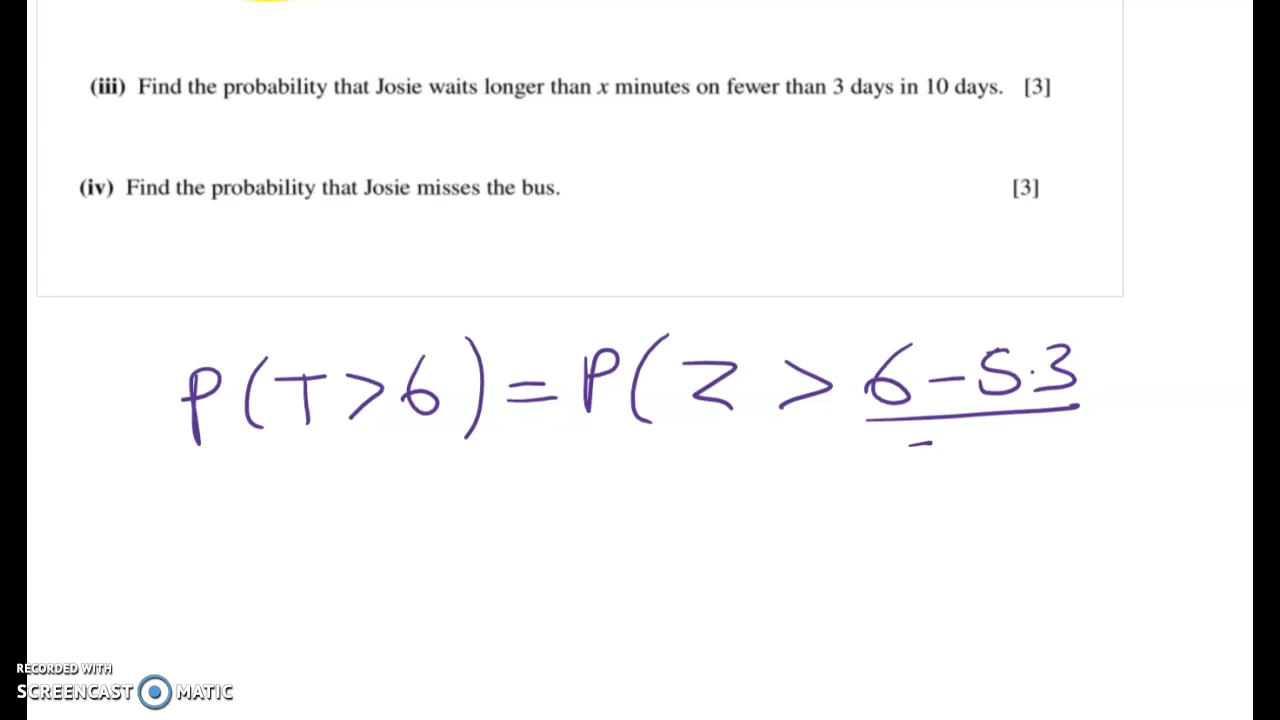 (iii) Find the probability that Josie waits longer than x minutes on fewer than 3 days in 10 days. [3]
(iv) Find the probability that Josie misses the bus. [3]
P(T>6) = P(Z > 6-5.3
RECORDED WITH
SCREENCAST MATIC